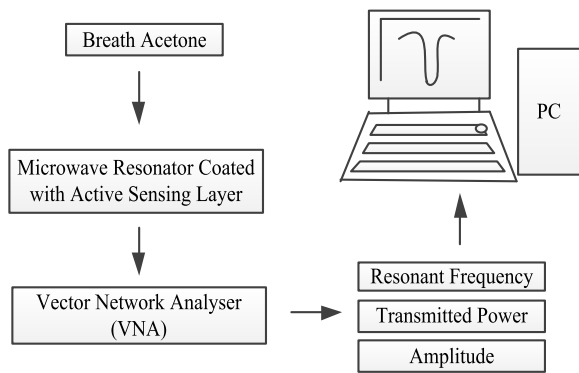 Breath Acetone
Microwave Resonator Coated
with Active Sensing Layer
Vector Network Analyser
(VNA)
Resonant Frequency
Transmitted Power
Amplitude
PC